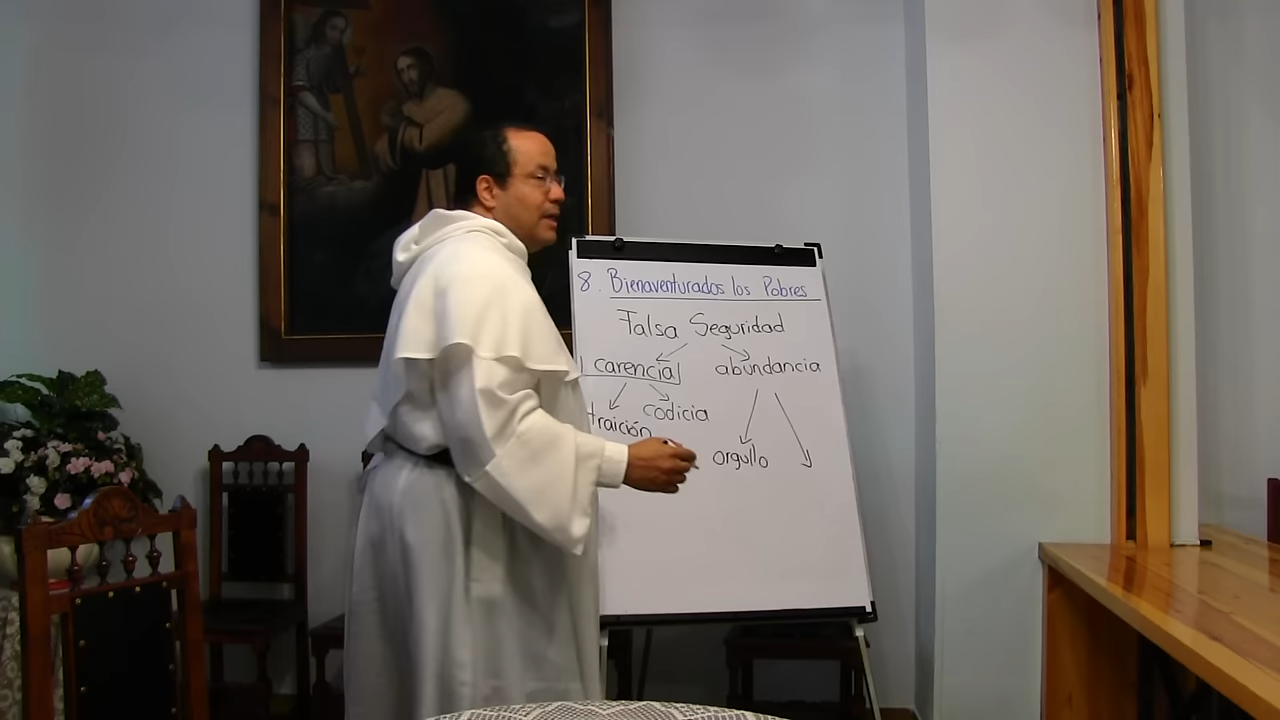 8. Bienaventurados los Pobres
Falsa Seguridad
carencia abundancia
traición codicia
orgullo